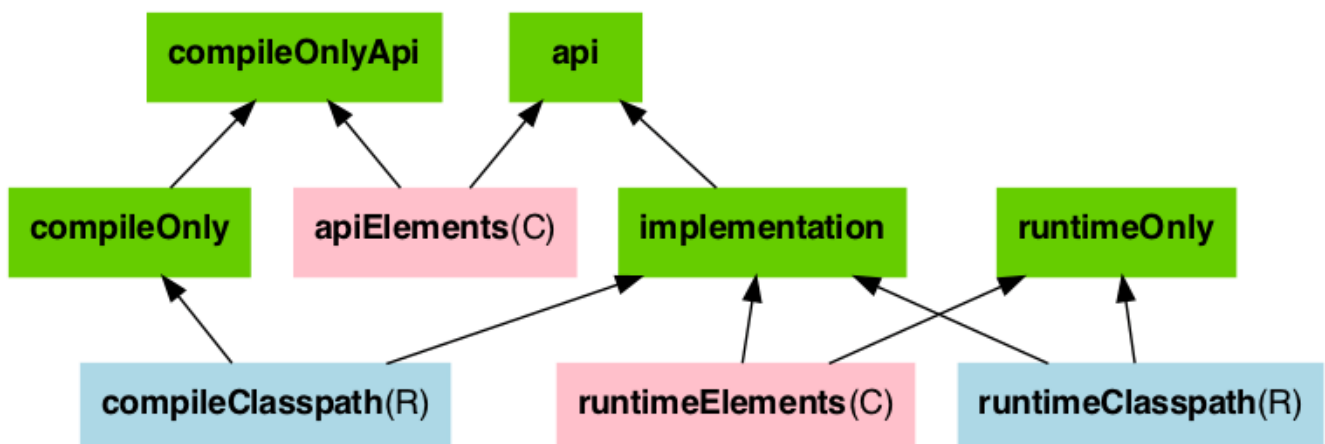 compileOnlyApi
api
compileOnly
apiElements(C)
implementation
runtimeOnly
compileClasspath(R)
runtimeElements(C)
runtimeClasspath(R)